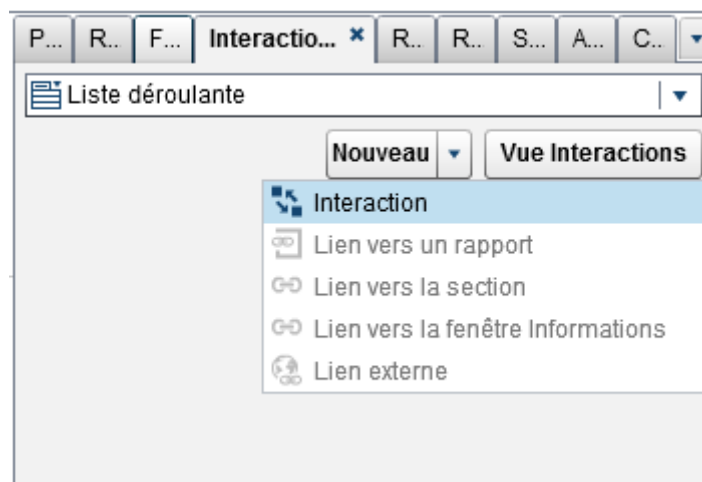 P... R.. F... Interactio... × R.. R.. S... A... C..
Liste déroulante
Nouveau Vue Interactions
Interaction
Lien vers un rapport
Lien vers la section
Lien vers la fenêtre Informations
Lien externe